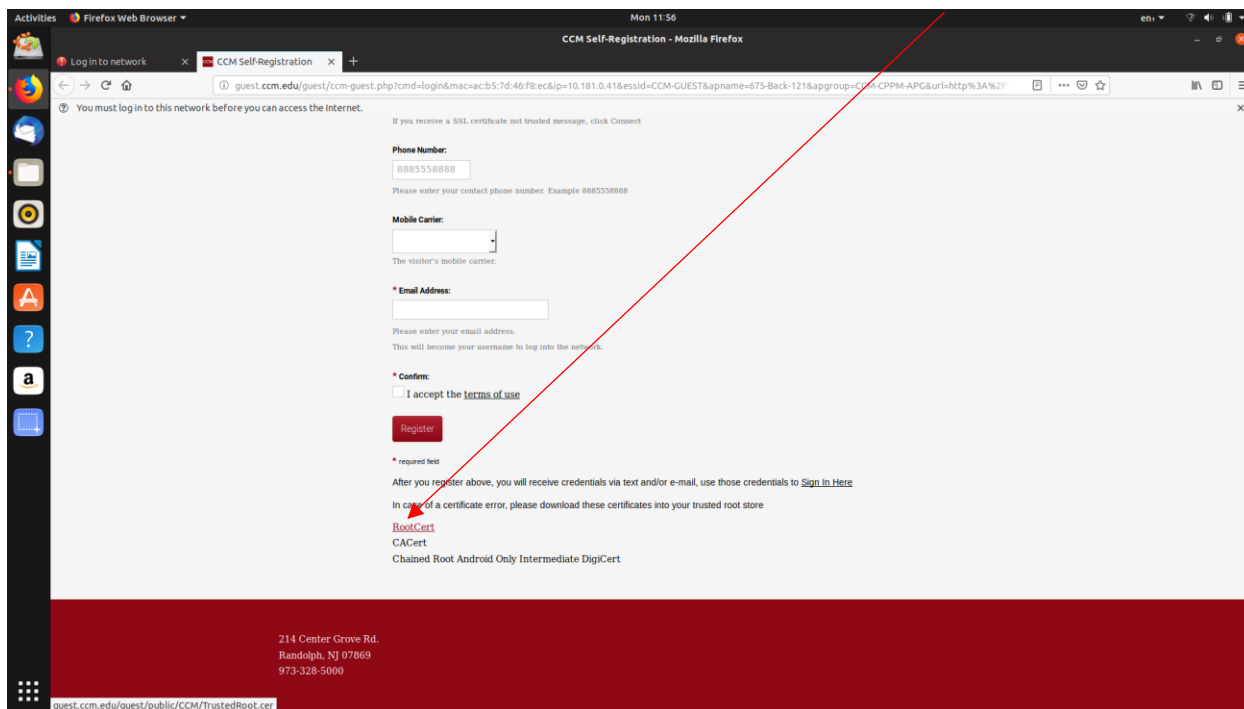 Activities Firefox Web Browser Mon 11:56 en₁
CCM Self-Registration - Mozilla Firefox
Log in to network × CCM Self-Registration × +
guest.ccm.edu/guest/ccm-guest.php?cmd=login&mac=ac:b5:7d:46:f8:ec&ip=10.181.0.41&essid=CCM-GUEST&apname=675-Back-121&apgroup=CCM-CPPM-APG&url=http%3A%2F
You must log in to this network before you can access the Internet.
If you receive a SSL certificate not trusted message, click Connect
Phone Number:
8885558888
Please enter your contact phone number. Example 8885558888
Mobile Carrier:
The visitor's mobile carrier.
* Email Address:
Please enter your email address.
This will become your username to log into the network.
* Confirm:
I accept the terms of use
Register
* required field
After you register above, you will receive credentials via text and/or e-mail, use those credentials to Sign In Here
In case of a certificate error, please download these certificates into your trusted root store
RootCert
CACert
Chained Root Android Only Intermediate DigiCert
214 Center Grove Rd.
Randolph, NJ 07869
973-328-5000
guest.ccm.edu/guest/public/CCM/TrustedRoot.cer